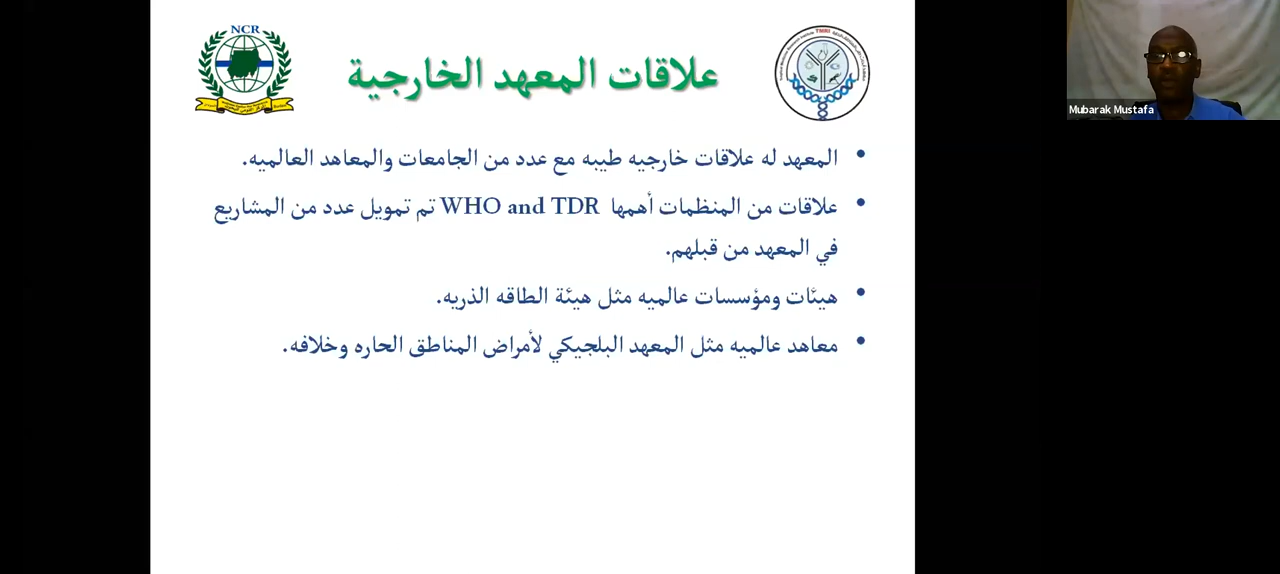 NCR
TMRI
علاقات المعهد الخارجية
Mubarak Mustafa
• المعهد له علاقات خارجيه طيبه مع عدد من الجامعات والمعاهد العالميه.
• علاقات من المنظمات أهمها WHO and TDR تم تمويل عدد من المشاريع
في المعهد من قبلهم.
• هيئات ومؤسسات عالميه مثل هيئة الطاقه الذريه.
• معاهد عالميه مثل المعهد البلجيكي لأمراض المناطق الحاره وخلافه.